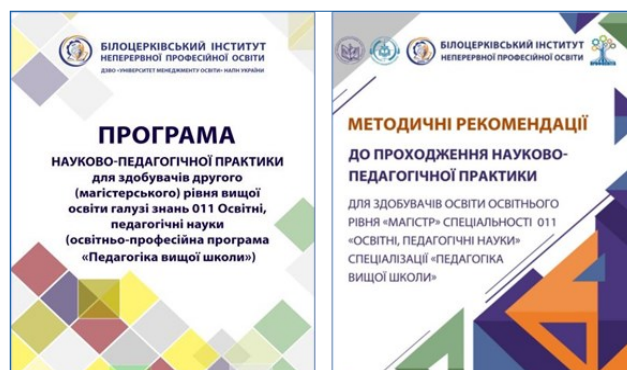 БІЛОЦЕРКІВСЬКИЙ ІНСТИТУТ
НЕПЕРЕРВНОЇ ПРОФЕСІЙНОЇ ОСВІТИ
ДЗВО «УНІВЕРСИТЕТ МЕНЕДЖМЕНТУ ОСВІТИ» НАПН УКРАЇНИ
ПРОГРАМА
НАУКОВО-ПЕДАГОГІЧНОЇ ПРАКТИКИ
для здобувачів другого
(магістерського) рівня вищої
освіти галузі знань 011 Освітні,
педагогічні науки
(освітньо-професійна програма
«Педагогіка вищої школи»)
БІЛОЦЕРКІВСЬКИЙ ІНСТИТУТ
НЕПЕРЕРВНОЇ ПРОФЕСІЙНОЇ ОСВІТИ
МЕТОДИЧНІ РЕКОМЕНДАЦІЇ
ДО ПРОХОДЖЕННЯ НАУКОВО-
ПЕДАГОГІЧНОЇ ПРАКТИКИ
ДЛЯ ЗДОБУВАЧІВ ОСВІТИ ОСВІТНЬОГО
РІВНЯ «МАГІСТР» СПЕЦІАЛЬНОСТІ 011
«ОСВІТНІ, ПЕДАГОГІЧНІ НАУКИ»
СПЕЦІАЛІЗАЦІЇ «ПЕДАГОГІКА
ВИЩОЇ ШКОЛИ»